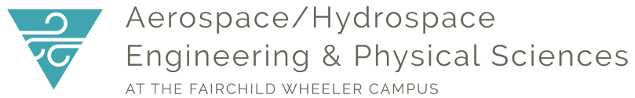 Aerospace/Hydrospace
Engineering & Physical Sciences
AT THE FAIRCHILD WHEELER CAMPUS